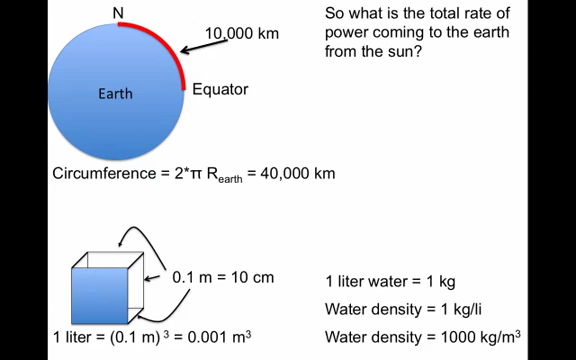 N
10,000 km
Earth
Equator
Circumference = 2*π Rₑₐᵣₜₕ = 40,000 km
So what is the total rate of
power coming to the earth
from the sun?
0.1 m = 10 cm
1 liter = (0.1 m) ³ = 0.001 m³
1 liter water = 1 kg
Water density = 1 kg/li
Water density = 1000 kg/m³